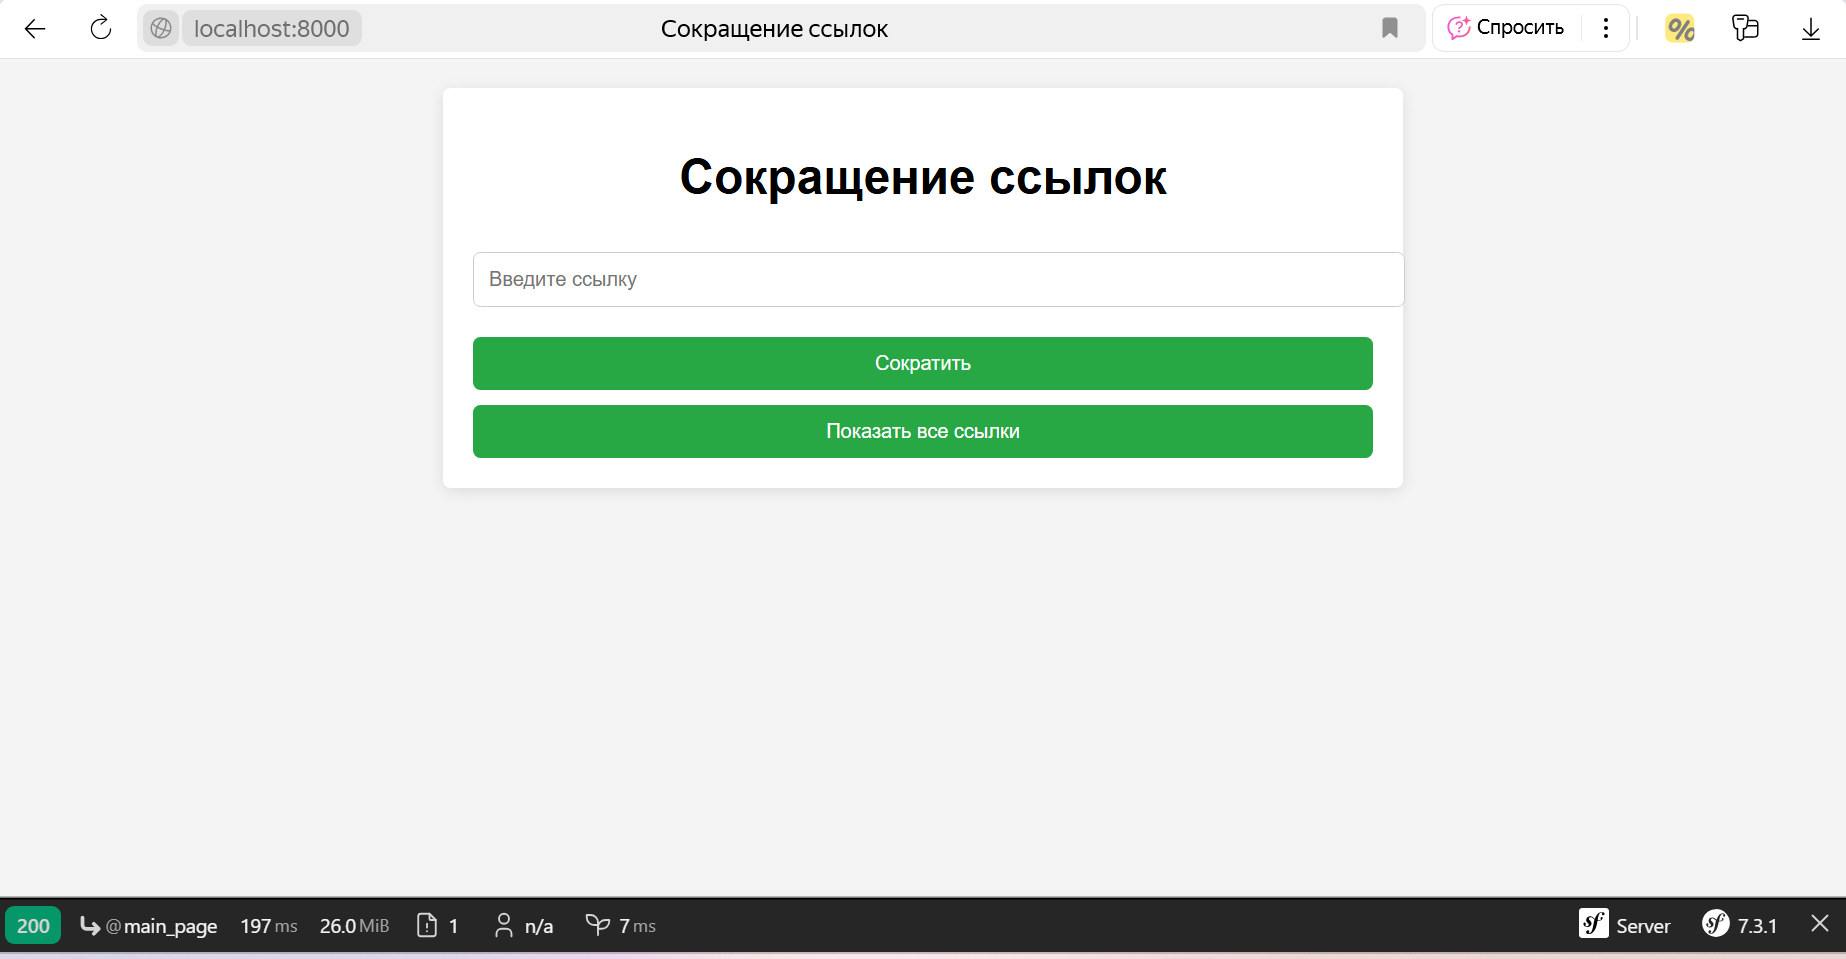 localhost:8000 Сокращение ссылок Спросить
Сокращение ссылок
Введите ссылку
Сократить
Показать все ссылки
200 @main_page 197 ms 26.0 MiB 1 n/a 7 ms Server 7.3.1